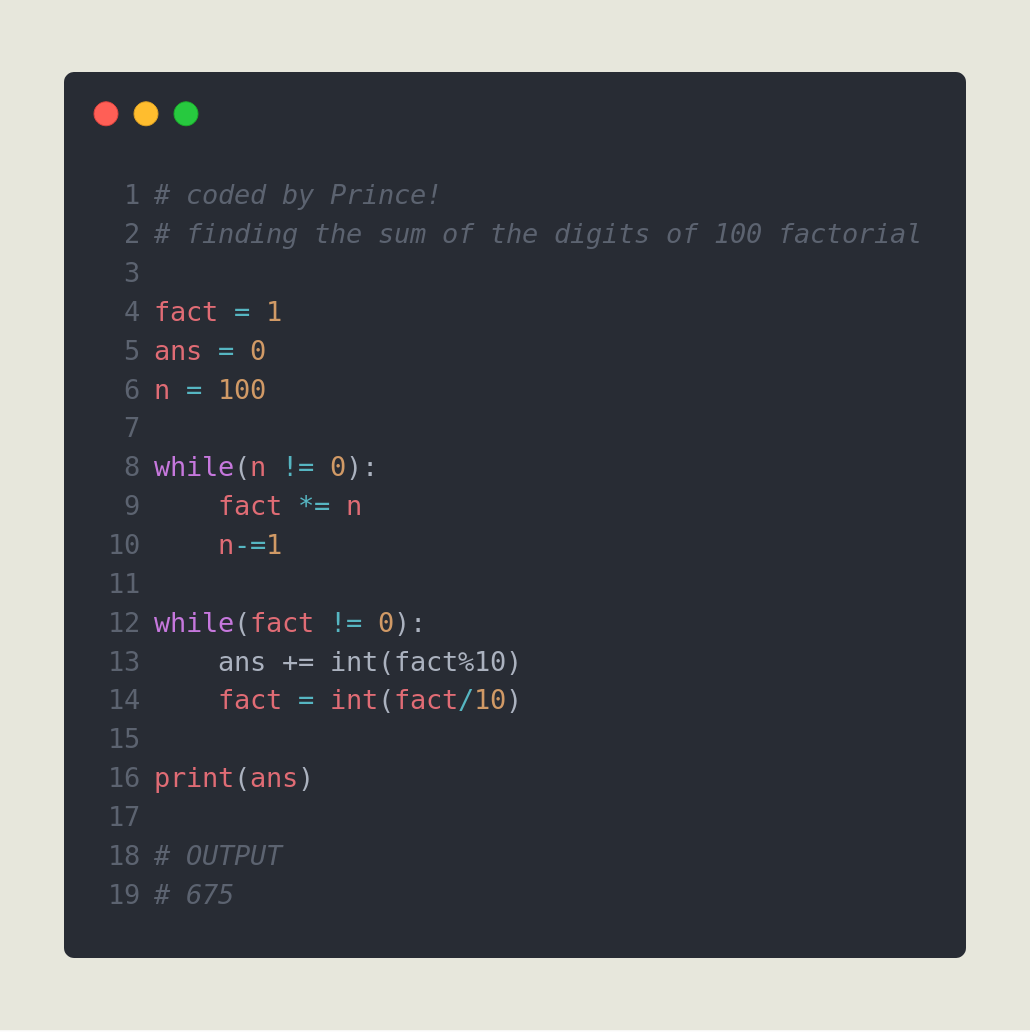 1 # coded by Prince!
2 # finding the sum of the digits of 100 factorial
3
4 fact = 1
5 ans = 0
6 n = 100
7
8 while(n != 0):
9     fact *= n
10     n-=1
11
12 while(fact != 0):
13     ans += int(fact%10)
14     fact = int(fact/10)
15
16 print(ans)
17
18 # OUTPUT
19 # 675